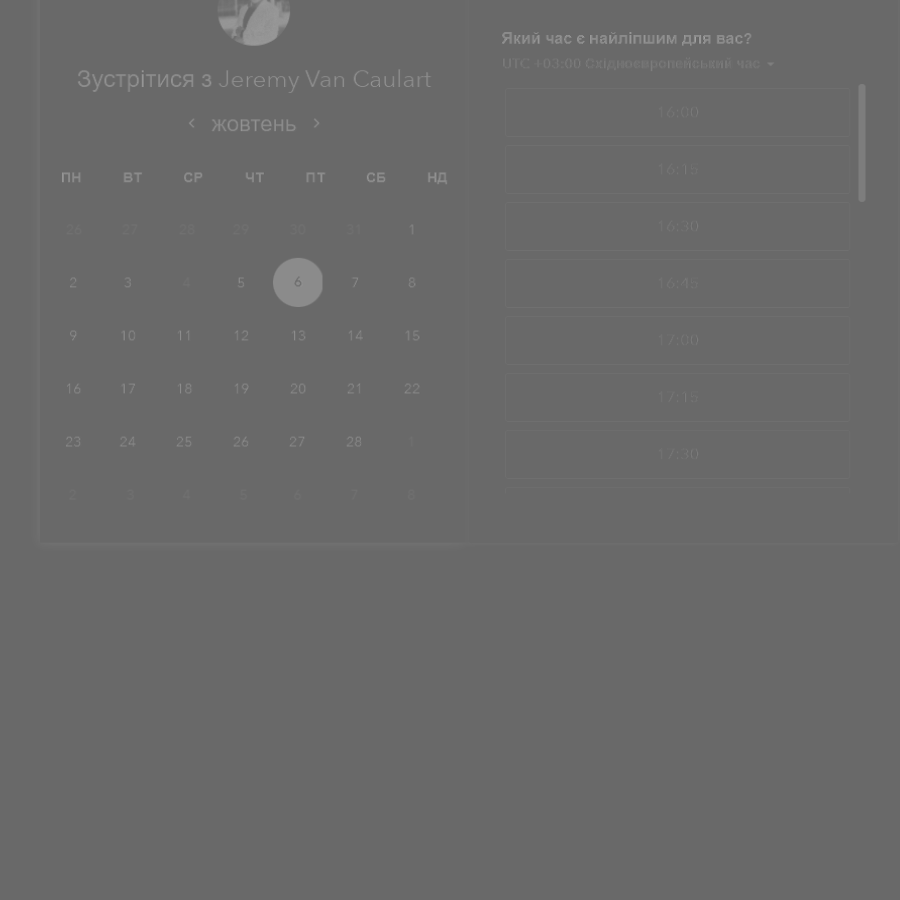 Зустрітися з Jeremy Van Caulart
жовтень
ПН ВТ СР ЧТ ПТ СБ НД
26 27 28 29 30 31 1
2 3 4 5 6 7 8
9 10 11 12 13 14 15
16 17 18 19 20 21 22
23 24 25 26 27 28 1
2 3 4 5 6 7 8
Який час є найліпшим для вас?
UTC +03:00 Східноєвропейський час
16:00
16:15
16:30
16:45
17:00
17:15
17:30